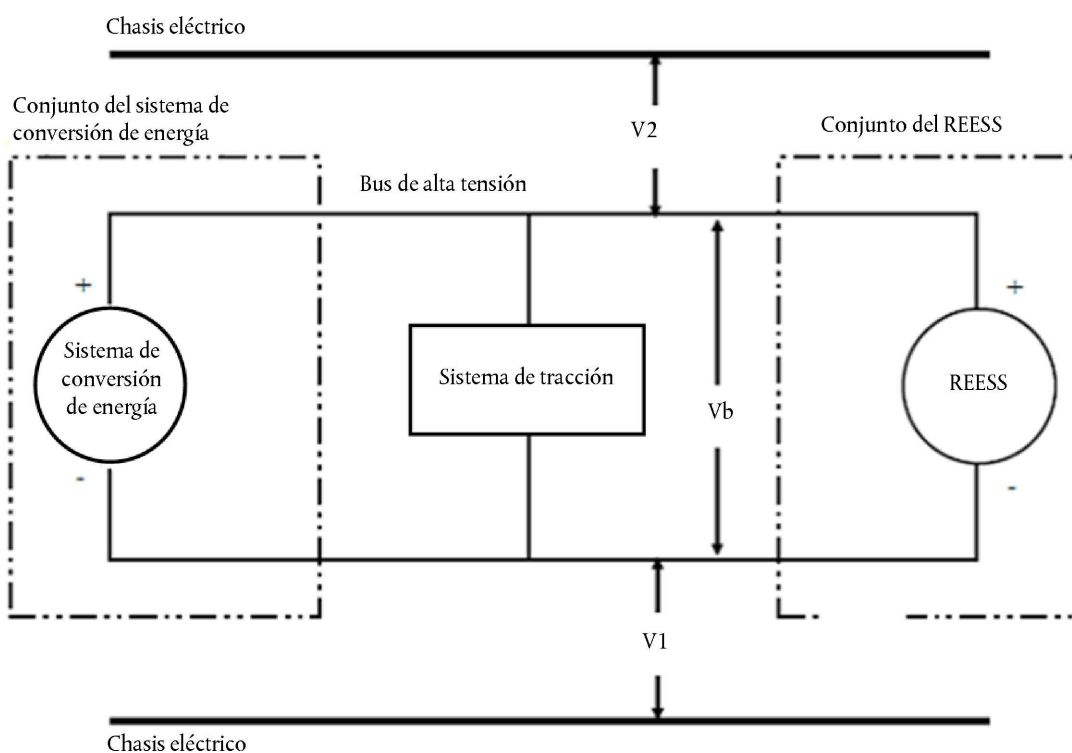 Chasis eléctrico
Conjunto del sistema de
conversión de energía
V2
Conjunto del REESS
Bus de alta tensión
+
+
Sistema de
conversión
de energía
Sistema de tracción
REESS
Vb
-
-
V1
Chasis eléctrico